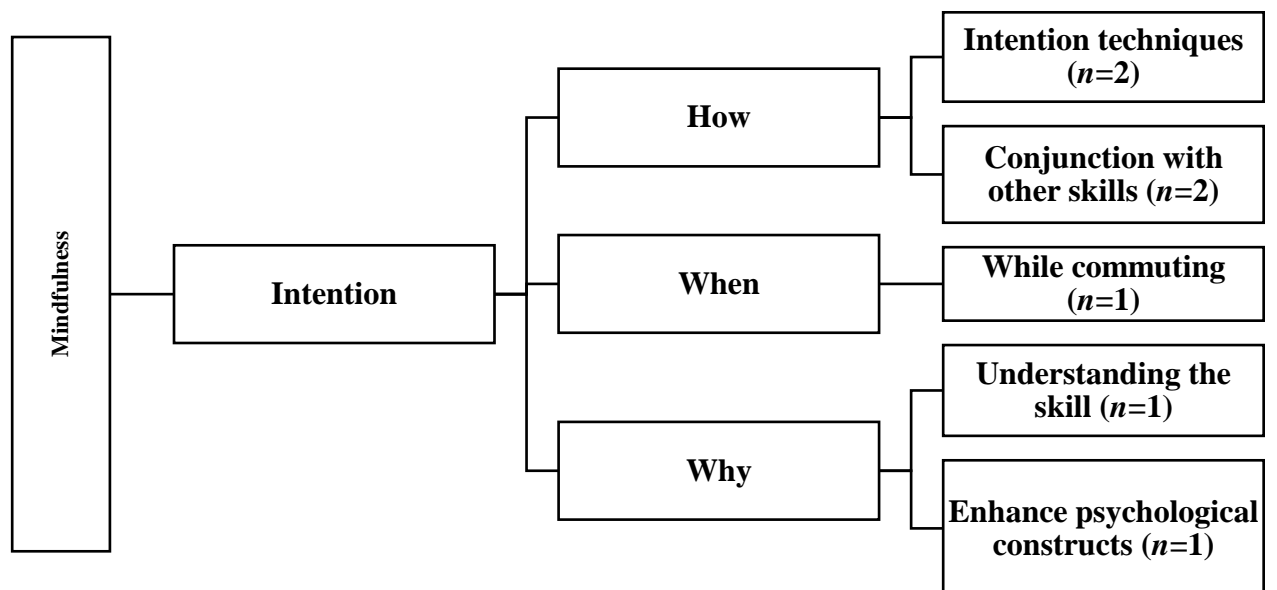 Mindfulness
Intention
How
Intention techniques
(n=2)
Conjunction with
other skills (n=2)
When
While commuting
(n=1)
Why
Understanding the
skill (n=1)
Enhance psychological
constructs (n=1)